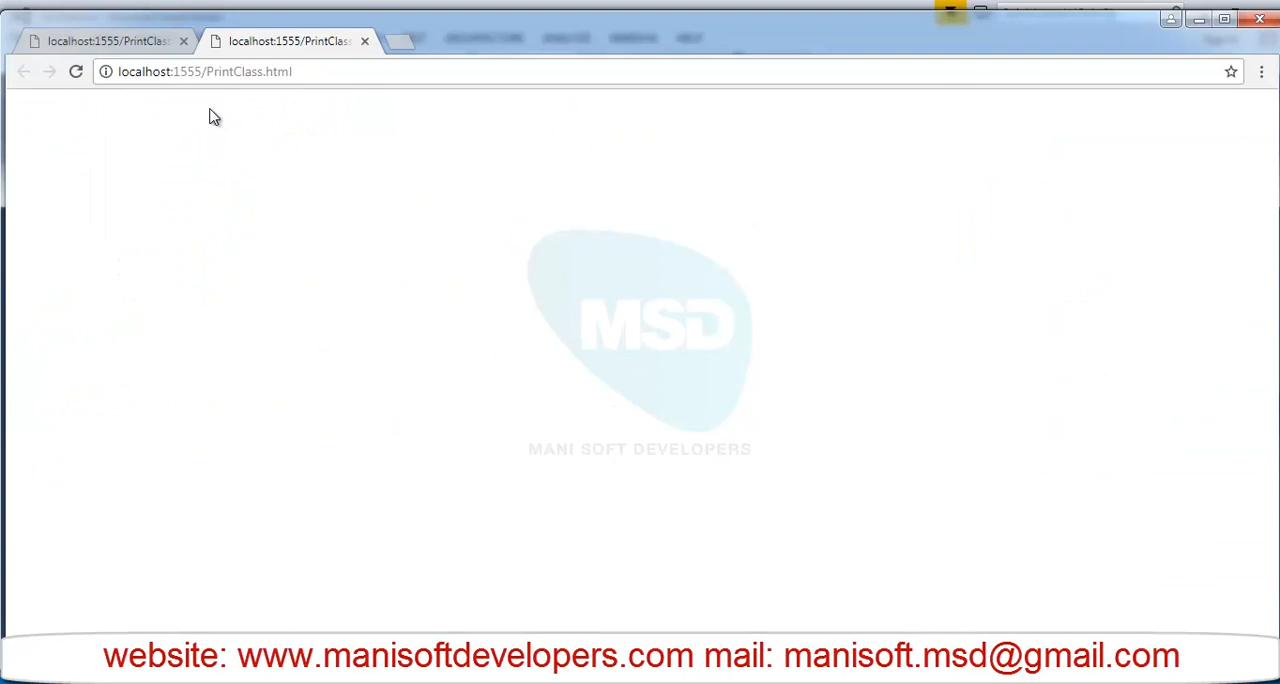 localhost:1555/PrintClas
localhost:1555/PrintClas
localhost:1555/PrintClass.html
MSD
MANI SOFT DEVELOPERS
website: www.manisoftdevelopers.com mail: manisoft.msd@gmail.com